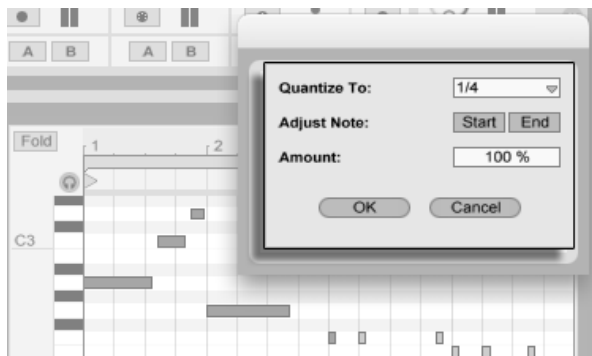 A B A B
Quantize To: 1/4
Adjust Note: Start End
Amount: 100 %
OK Cancel
Fold 1 2
C3